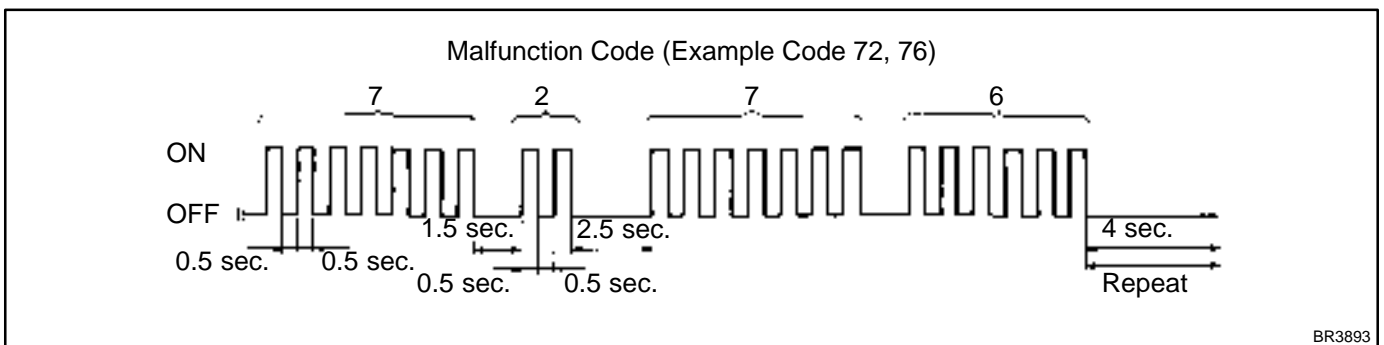 Malfunction Code (Example Code 72, 76)
7 2 7 6
ON
OFF
1.5 sec. 2.5 sec. 4 sec.
0.5 sec. 0.5 sec.
0.5 sec. 0.5 sec. Repeat
BR3893